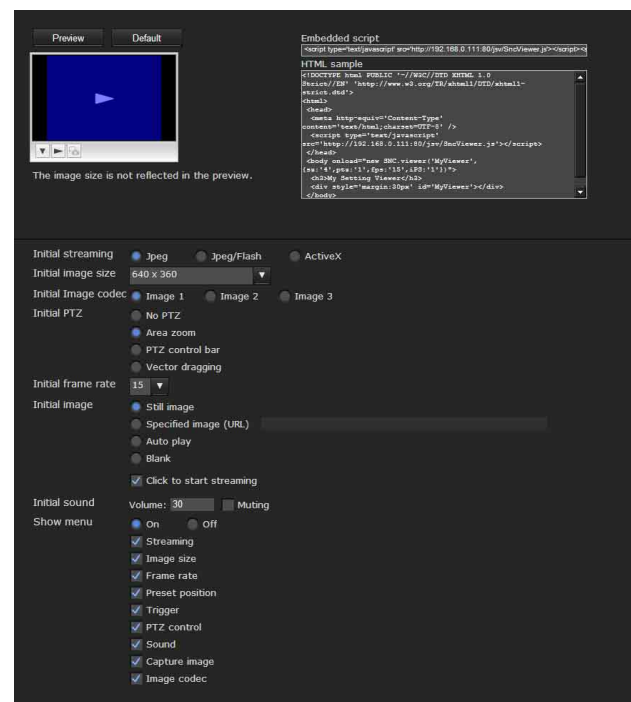 Preview Default
Embedded script
<script type='text/javascript' src='http://192.168.0.111:80/jsv/SncViewer.js'></script><s
HTML sample
<!DOCTYPE html PUBLIC '-//W3C//DTD XHTML 1.0
Strict//EN' 'http://www.w3.org/TR/xhtml1/DTD/xhtml1-
strict.dtd'>
<html>
<head>
<meta http-equiv='Content-Type'
content='text/html;charset=UTF-8' />
<script type='text/javascript'
src='http://192.168.0.111:80/jsv/SncViewer.js'></script>
</head>
<body onload="new SNC.viewer('MyViewer',
{sw:'4',pts:'1',fps:'15',iPS:'1'})">
<h3>My Setting Viewer</h3>
<div style='margin:30px' id='MyViewer'></div>
</body>
The image size is not reflected in the preview.
Initial streaming Jpeg Jpeg/Flash ActiveX
Initial image size 640 x 360
Initial Image codec Image 1 Image 2 Image 3
Initial PTZ No PTZ
Area zoom
PTZ control bar
Vector dragging
Initial frame rate 15
Initial image Still image
Specified image (URL)
Auto play
Blank
Click to start streaming
Initial sound Volume: 30 Muting
Show menu On Off
Streaming
Image size
Frame rate
Preset position
Trigger
PTZ control
Sound
Capture image
Image codec